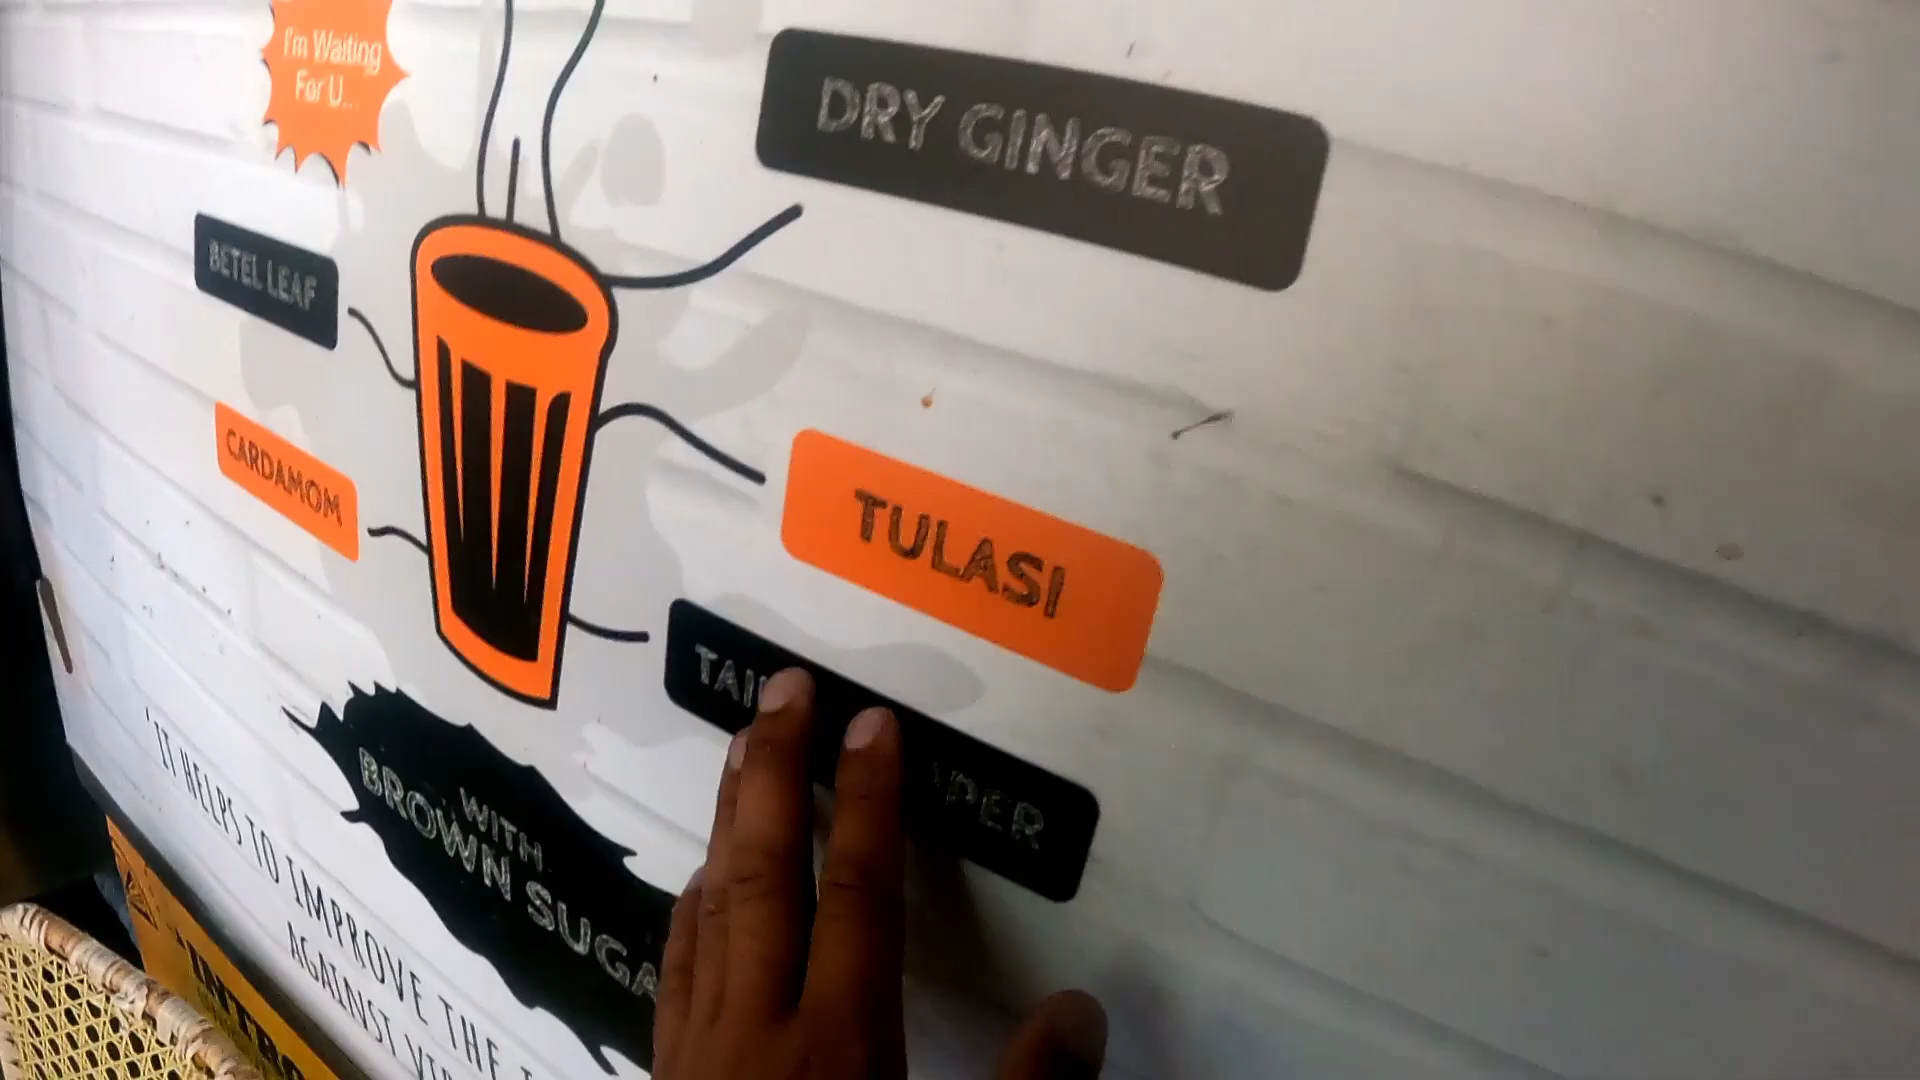 I'm Waiting
For U...
DRY GINGER
BETEL LEAF
CARDAMOM
TULASI
WITH
BROWN
'IT HELPS TO IMPROVE THE
AGAINST